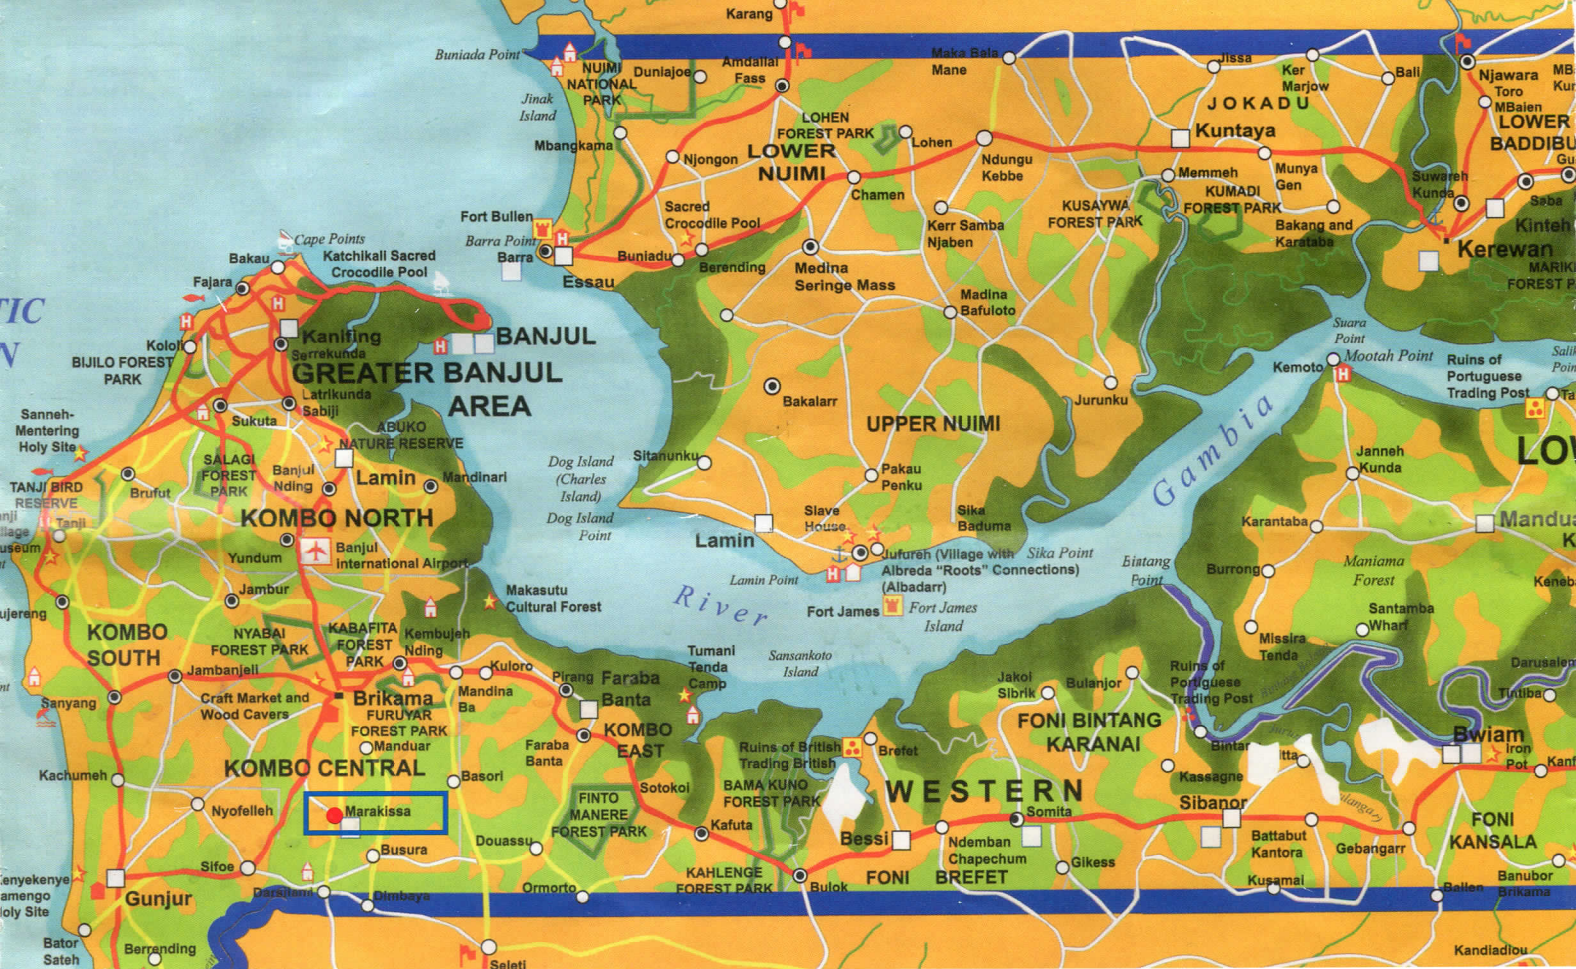 Karang
Buniada Point
NUIMI
NATIONAL
PARK
Duniajoe
Amdallai
Fass
Maka Bala
Mane
Jissa
Ker
Marjow
Bali
Njawara
Toro
MBaien
LOWER
BADDIBU
Jinak
Island
Mbangkama
LOHEN
FOREST PARK
Lohen
JOKADU
Kuntaya
LOWER
NUIMI
Njongon
Ndungu
Kebbe
Chamen
Memmeh
Munya
Gen
Suwareh
Kunda
Saba
KUMADI
FOREST PARK
KUSAYWA
FOREST PARK
Bakang and
Karataba
Kinteh
Kerewan
Sacred
Crocodile Pool
Kerr Samba
Njaben
Fort Bullen
Barra Point
Barra
Essau
Buniadu
Berending
Medina
Seringe Mass
Madina
Bafuloto
Cape Points
Bakau
Katchikali Sacred
Crocodile Pool
Fajara
Kanifing
Serrekunda
BANJUL
Kololi
BIJILO FOREST
PARK
GREATER BANJUL
AREA
Latrikunda
Sabiji
Sukuta
Suara
Point
Kemoto
Mootah Point
Ruins of
Portuguese
Trading Post
Bakalarr
Jurunku
UPPER NUIMI
Sanneh-
Mentering
Holy Site
ABUKO
NATURE RESERVE
SALAGI
FOREST
PARK
Banjul
Nding
Lamin
Mandinari
TANJI BIRD
RESERVE
Brufut
Tanji
KOMBO NORTH
Yundum
Banjul
international Airport
Dog Island
(Charles
Island)
Dog Island
Point
Sitanunku
Pakau
Penku
Lamin
Slave
House
Sika
Baduma
Jufureh (Village with
Albreda "Roots" Connections)
(Albadarr)
Sika Point
Lamin Point
Fort James
Fort James
Island
River
Gambia
Bintang
Point
Janneh
Kunda
Karantaba
Burrong
Maniama
Forest
Santamba
Wharf
Missira
Tenda
Jambur
Makasutu
Cultural Forest
KOMBO
SOUTH
NYABAI
FOREST PARK
KABAFITA
FOREST
PARK
Kembujeh
Nding
Jambanjeli
Craft Market and
Wood Cavers
Brikama
FURUYAR
FOREST PARK
Kuloro
Mandina
Ba
Pirang
Faraba
Banta
Tumani
Tenda
Camp
Sansankoto
Island
KOMBO
EAST
Faraba
Banta
Sanyang
Manduar
Kachumeh
KOMBO CENTRAL
Basori
Nyofelleh
Marakissa
Busura
Sifoe
Gunjur
Dimbaya
Douassu
Ormorto
FINTO
MANERE
FOREST PARK
Sotokoi
Kafuta
KAHLENGE
FOREST PARK
Bulok
BAMA KUNO
FOREST PARK
Ruins of British
Trading British
Brefet
WESTERN
Bessi
FONI
BREFET
Ndemban
Chapechum
Somita
Gikess
Jakoi
Sibrik
Bulanjor
FONI BINTANG
KARANAI
Ruins of
Portuguese
Trading Post
Kassagne
Sibanor
Battabut
Kantora
Kusamai
Gebangarr
Bwiam
Iron
Pot
FONI
KANSALA
Banubor
Brikama
Tintiba
Bator
Sateh
Berrending
Seleti
Kandiadiou